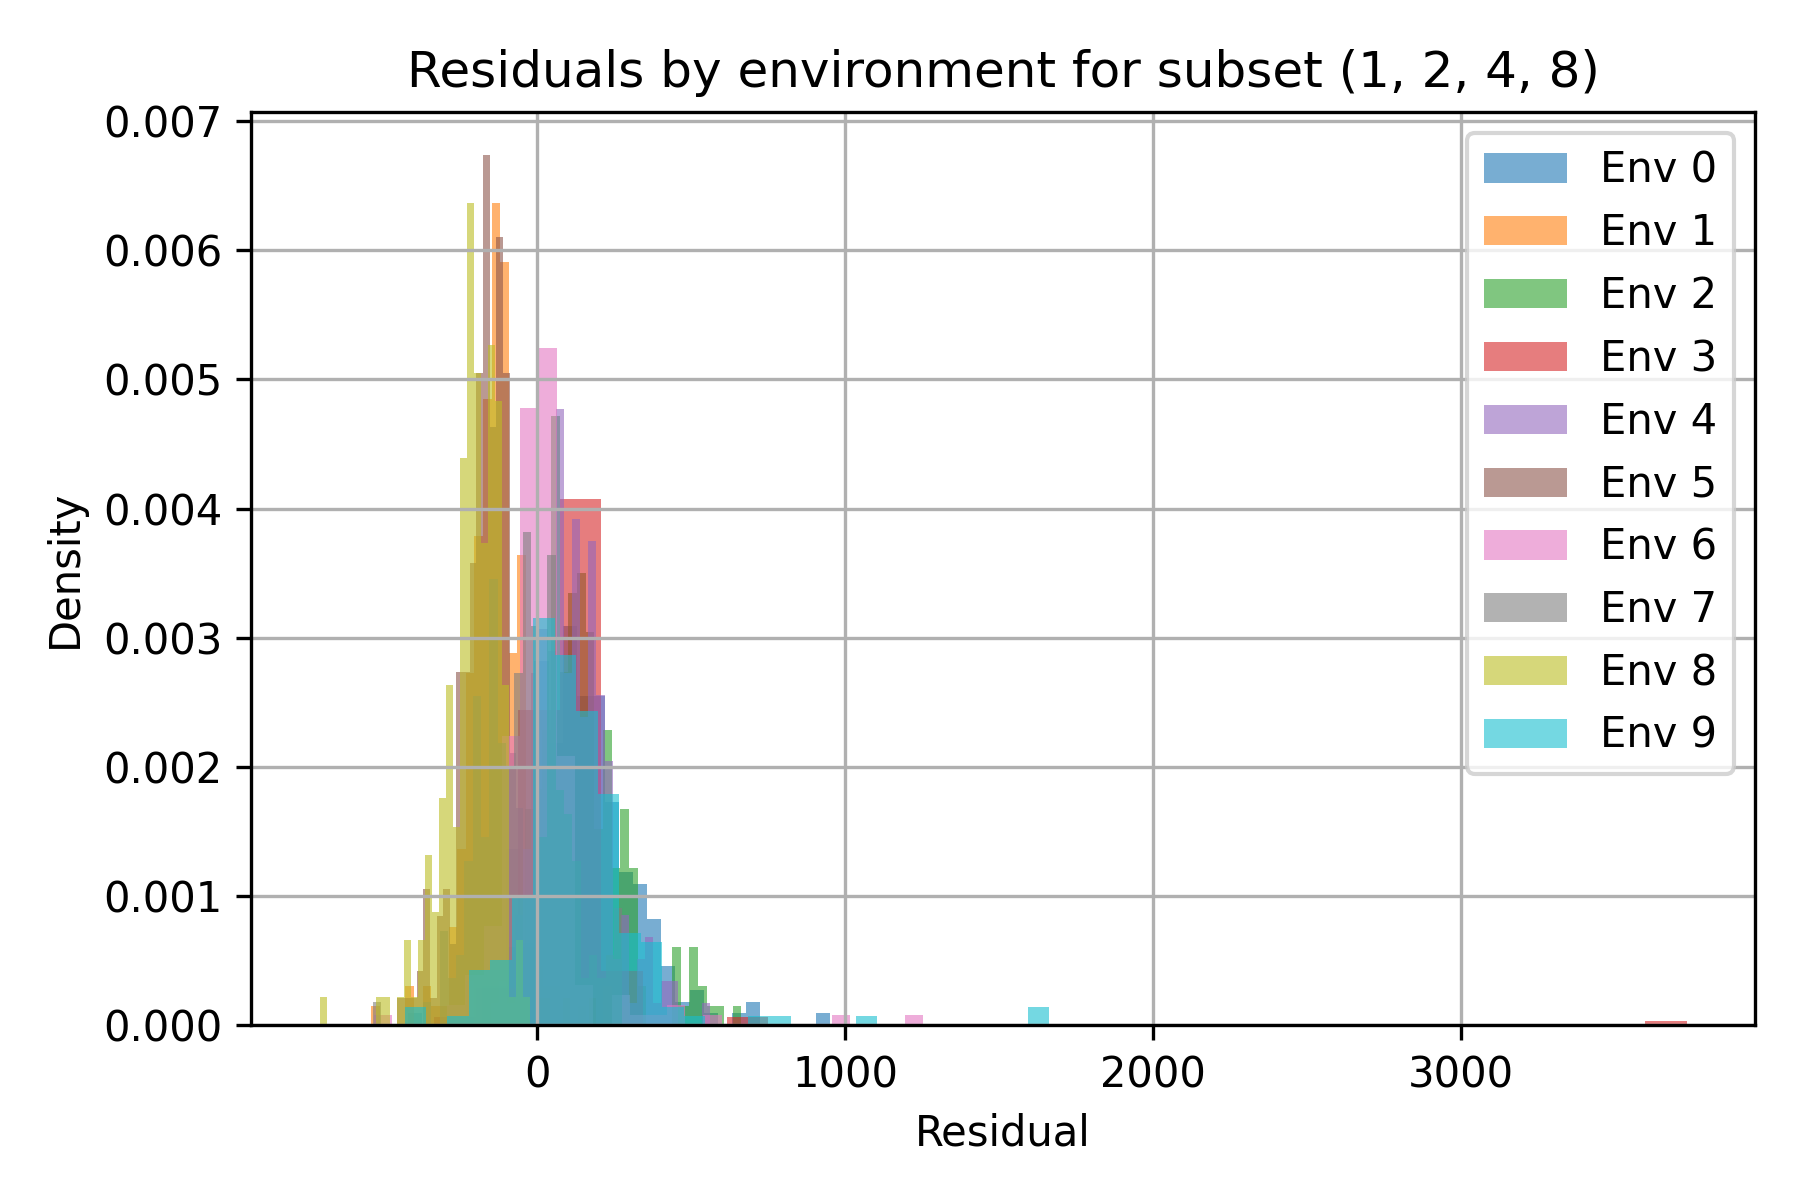 Residuals by environment for subset (1, 2, 4, 8)
0.007
0.006
0.005
0.004
0.003
0.002
0.001
0.000
Density
0
1000
2000
3000
Residual
Env 0
Env 1
Env 2
Env 3
Env 4
Env 5
Env 6
Env 7
Env 8
Env 9